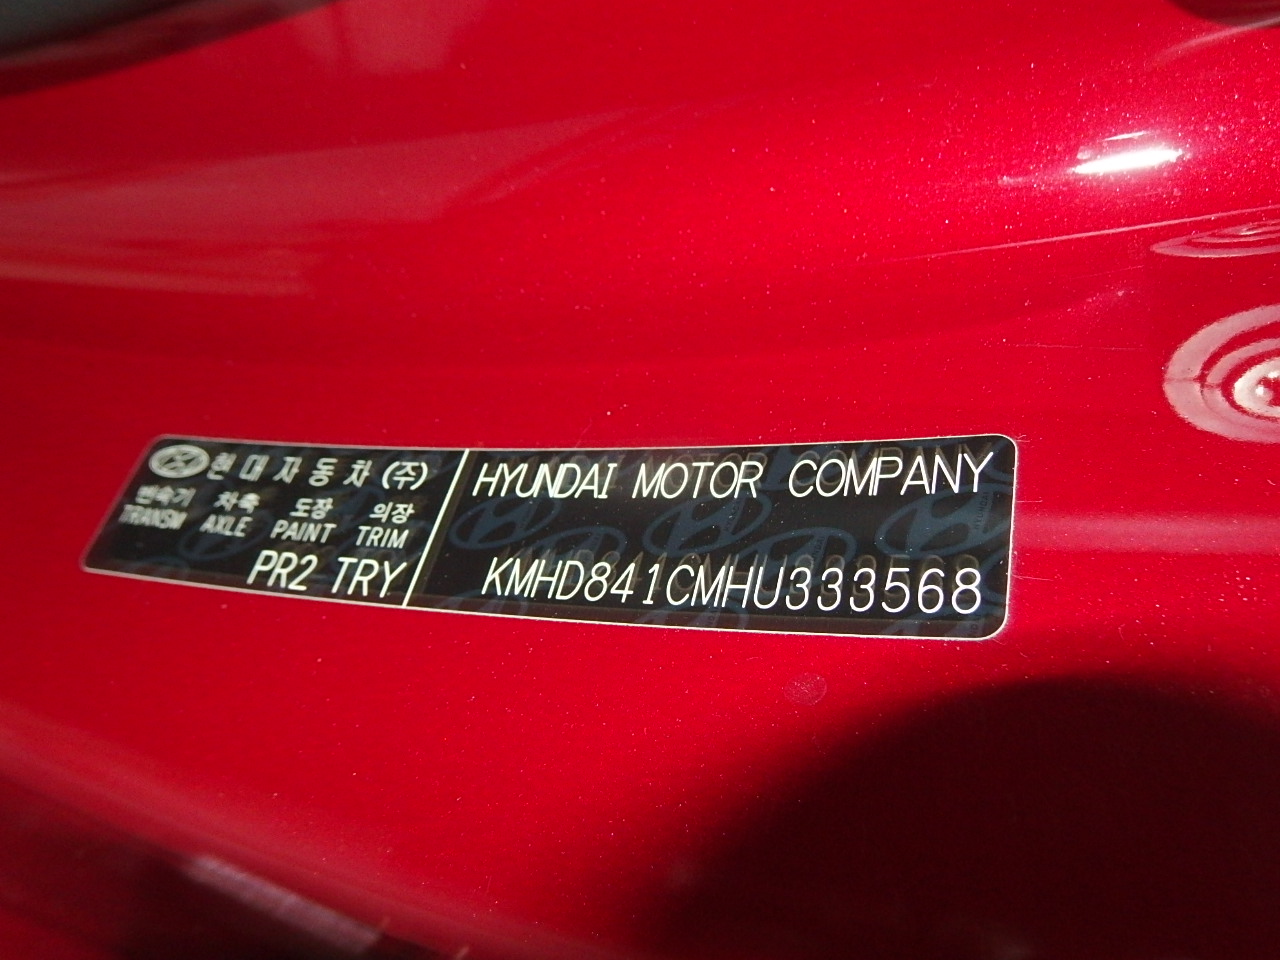 현대자동차(주)
변속기 차축 도장 의장
TRANSM AXLE PAINT TRIM
PR2 TRY
HYUNDAI MOTOR COMPANY
KMHD841CMHU333568